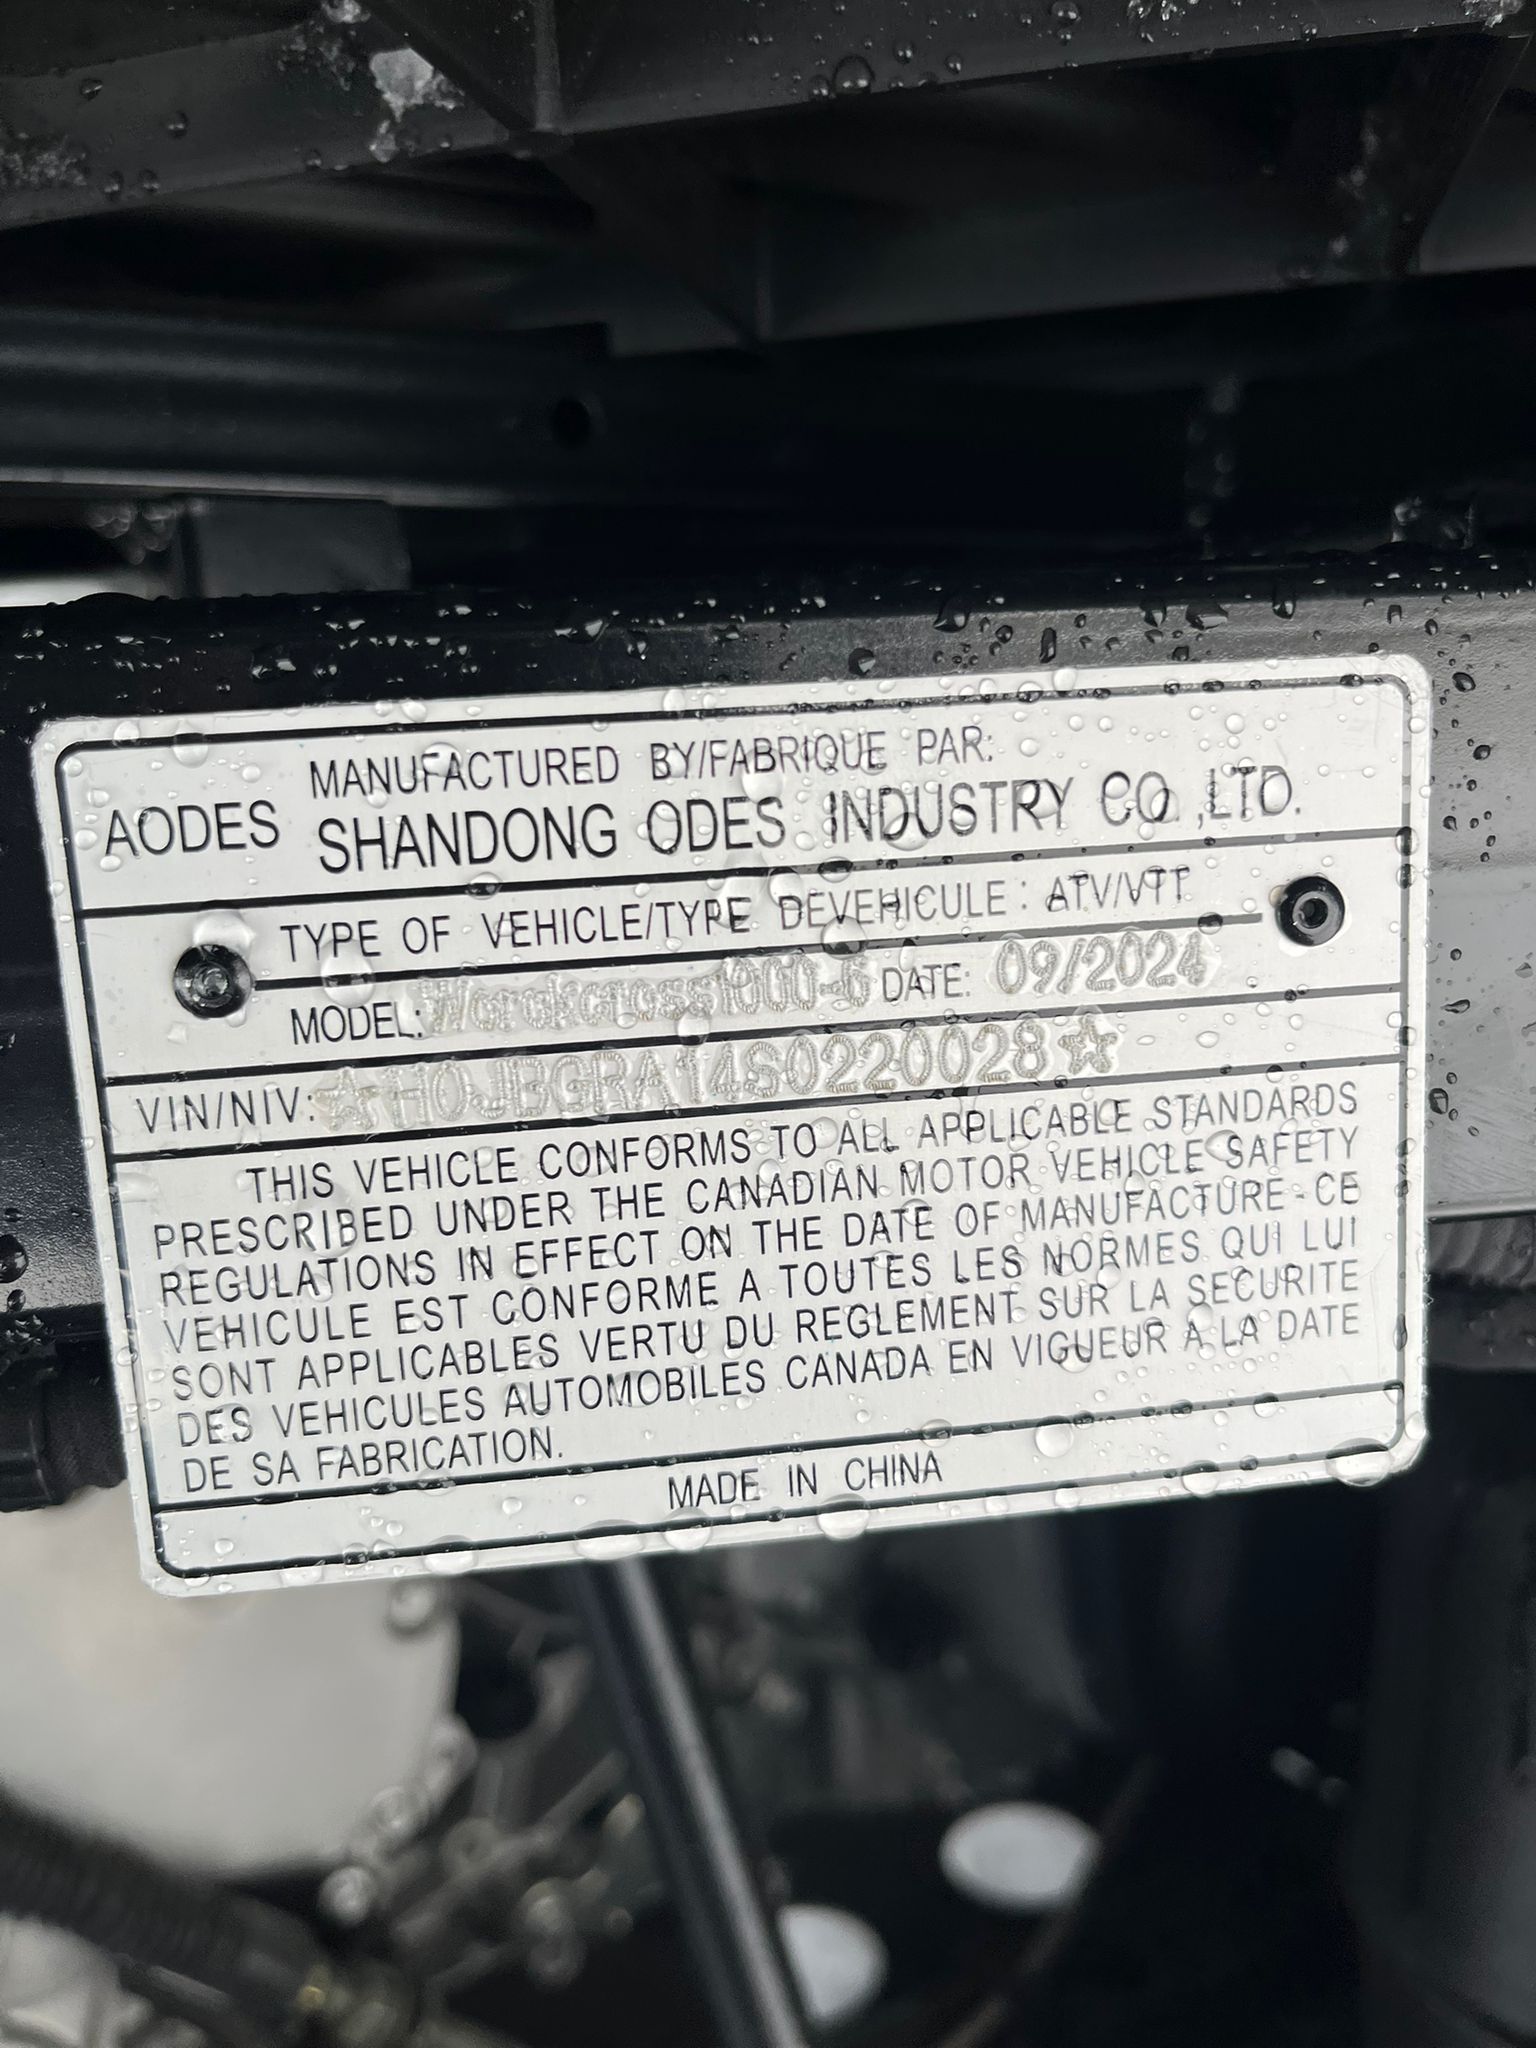 MANUFACTURED BY/FABRIQUE PAR:
AODES SHANDONG ODES INDUSTRY CO.,LTD.
TYPE OF VEHICLE/TYPE DEVEHICULE: ATV/VTT
MODEL: Workcross1000-6 DATE: 09/2024
VIN/NIV: ☆H0JBGRA14S0220028☆
THIS VEHICLE CONFORMS TO ALL APPLICABLE STANDARDS
PRESCRIBED UNDER THE CANADIAN MOTOR VEHICLE SAFETY
REGULATIONS IN EFFECT ON THE DATE OF MANUFACTURE-CE
VEHICULE EST CONFORME A TOUTES LES NORMES QUI LUI
SONT APPLICABLES VERTU DU REGLEMENT SUR LA SECURITE
DES VEHICULES AUTOMOBILES CANADA EN VIGUEUR A LA DATE
DE SA FABRICATION.
MADE IN CHINA